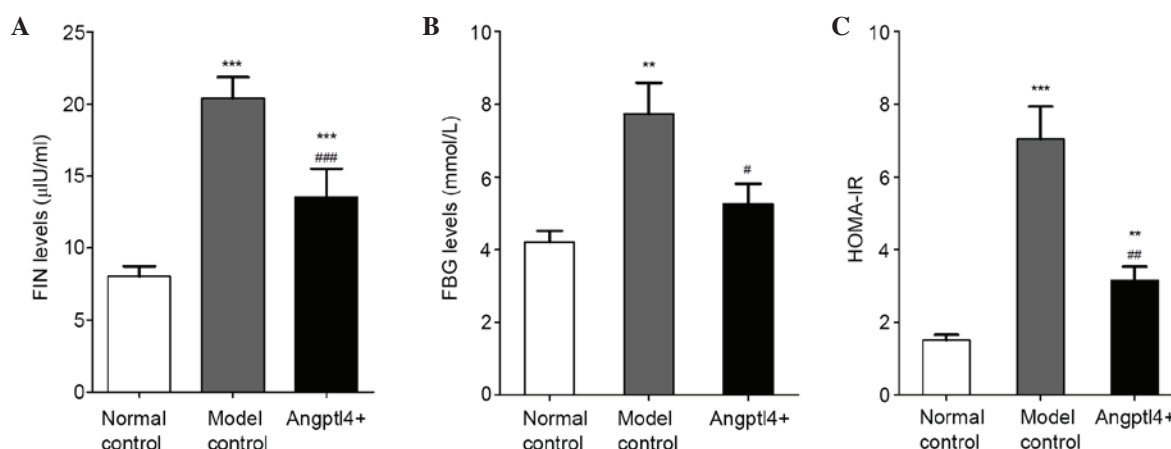 A
FIN levels (μIU/ml)
25
20
15
10
5
0
***
***
###
Normal
control
Model
control
Angptl4+
B
FBG levels (mmol/L)
10
8
6
4
2
0
**
#
Normal
control
Model
control
Angptl4+
C
HOMA-IR
10
8
6
4
2
0
***
**
##
Normal
control
Model
control
Angptl4+